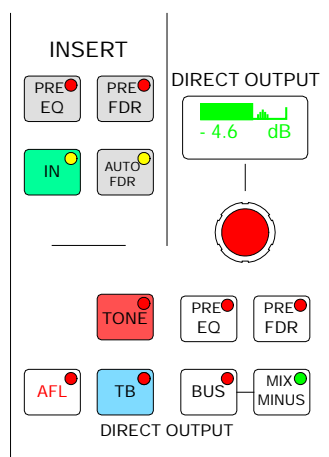 INSERT
PRE
EQ
PRE
FDR
IN
AUTO
FDR
DIRECT OUTPUT
- 4.6 dB
TONE
PRE
EQ
PRE
FDR
AFL
TB
BUS
MIX
MINUS
DIRECT OUTPUT